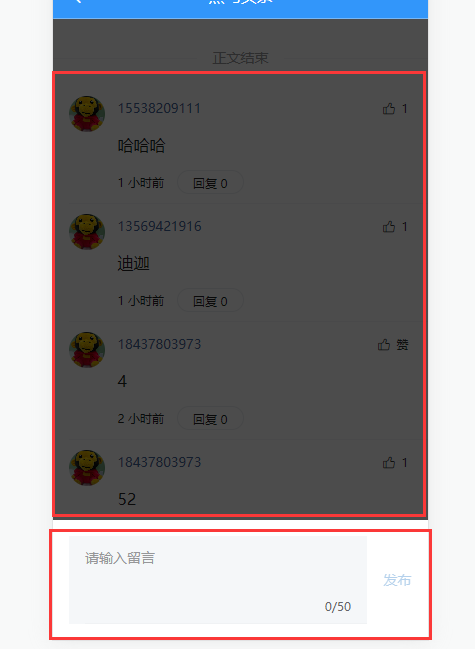 正文结束
15538209111
1
哈哈哈
1 小时前
回复 0
13569421916
1
迪迦
1 小时前
回复 0
18437803973
赞
4
2 小时前
回复 0
18437803973
1
52
请输入留言
发布
0/50